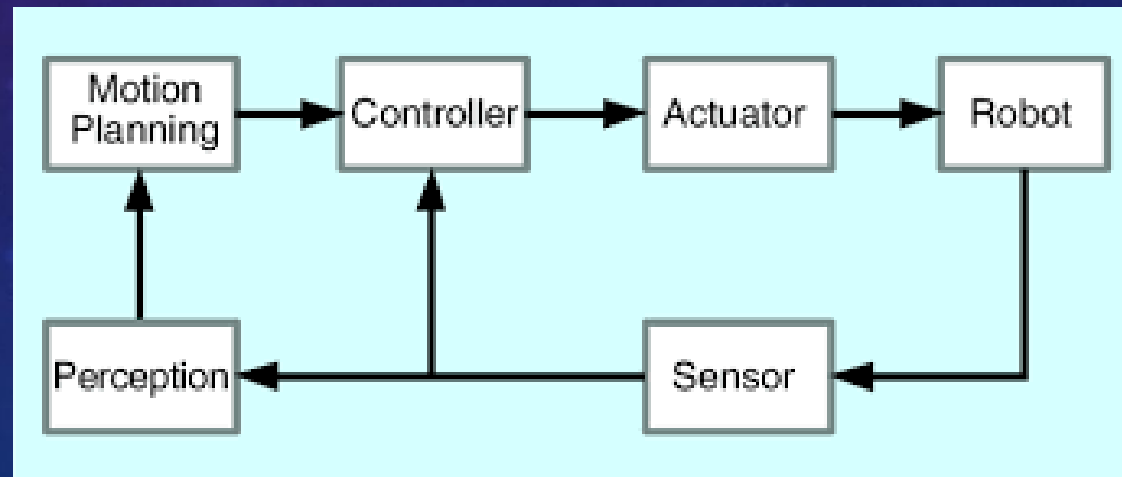 Motion
Planning
Controller
Actuator
Robot
Perception
Sensor